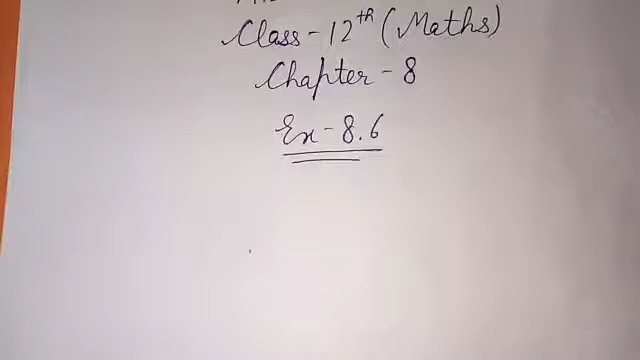 Class - 12th (Maths)
Chapter - 8
Ex - 8.6